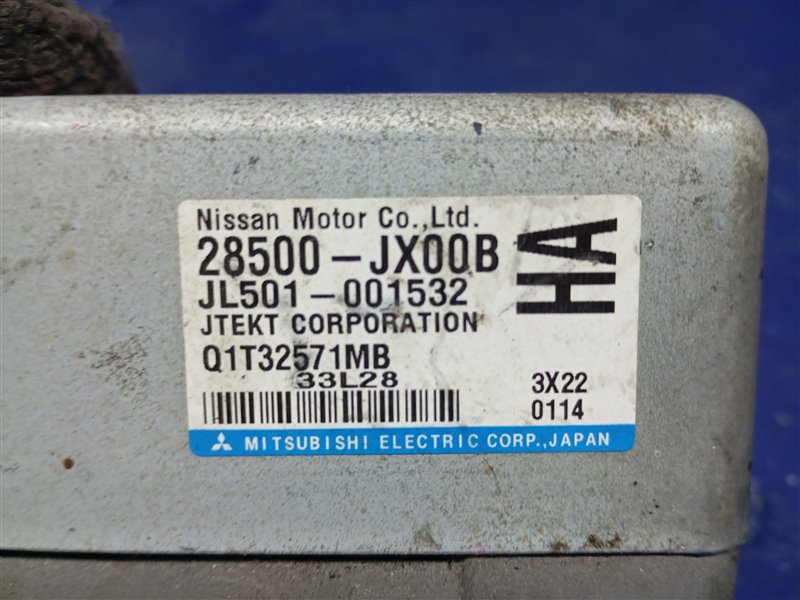 Nissan Motor Co.,Ltd.
28500-JX00B
HA
JL501-001532
JTEKT CORPORATION
Q1T32571MB
33L28
3X22
0114
MITSUBISHI ELECTRIC CORP.,JAPAN